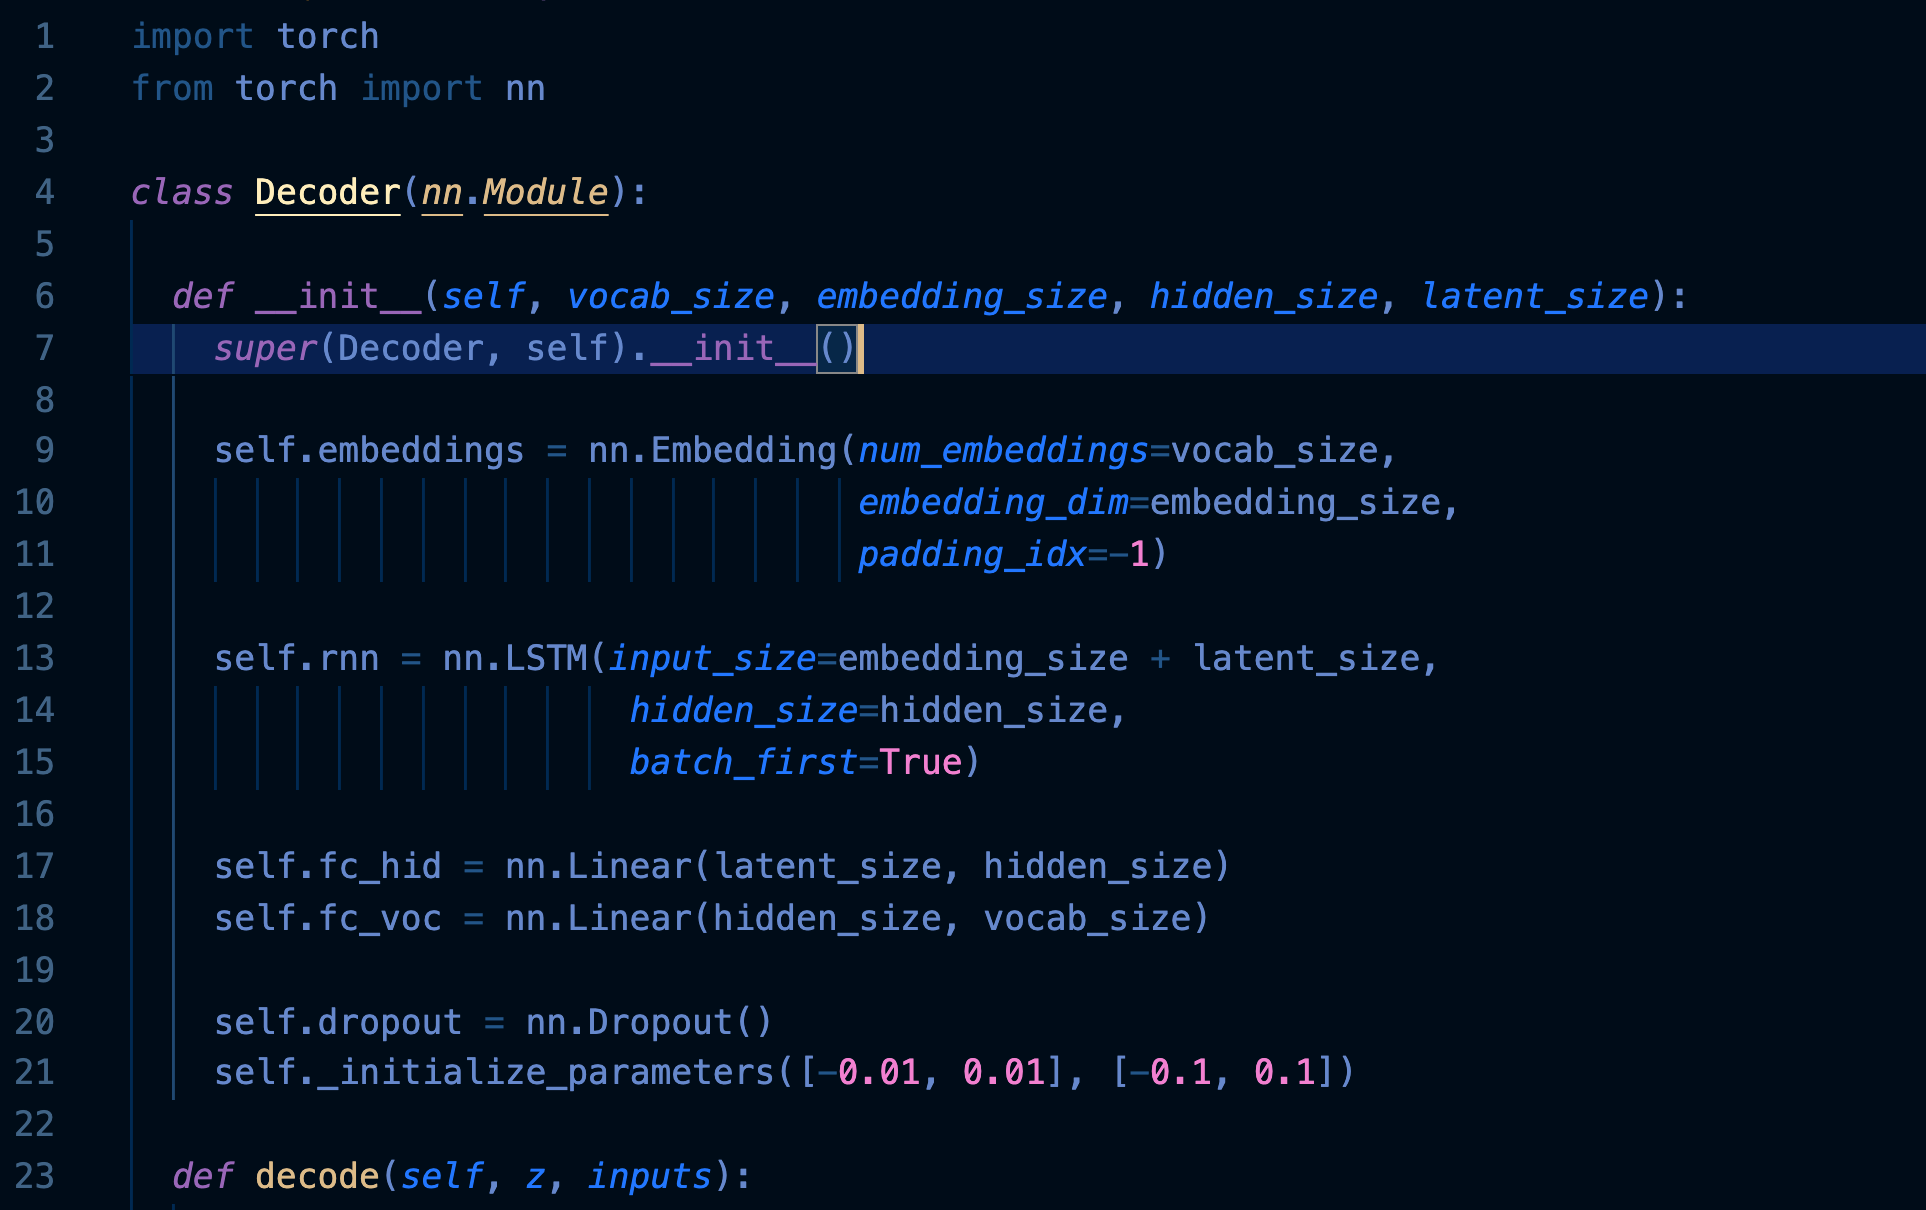 1 import torch
2 from torch import nn
3
4 class Decoder(nn.Module):
5
6   def __init__(self, vocab_size, embedding_size, hidden_size, latent_size):
7     super(Decoder, self).__init__()
8
9     self.embeddings = nn.Embedding(num_embeddings=vocab_size,
10                                    embedding_dim=embedding_size,
11                                    padding_idx=-1)
12
13     self.rnn = nn.LSTM(input_size=embedding_size + latent_size,
14                         hidden_size=hidden_size,
15                         batch_first=True)
16
17     self.fc_hid = nn.Linear(latent_size, hidden_size)
18     self.fc_voc = nn.Linear(hidden_size, vocab_size)
19
20     self.dropout = nn.Dropout()
21     self._initialize_parameters([-0.01, 0.01], [-0.1, 0.1])
22
23   def decode(self, z, inputs):